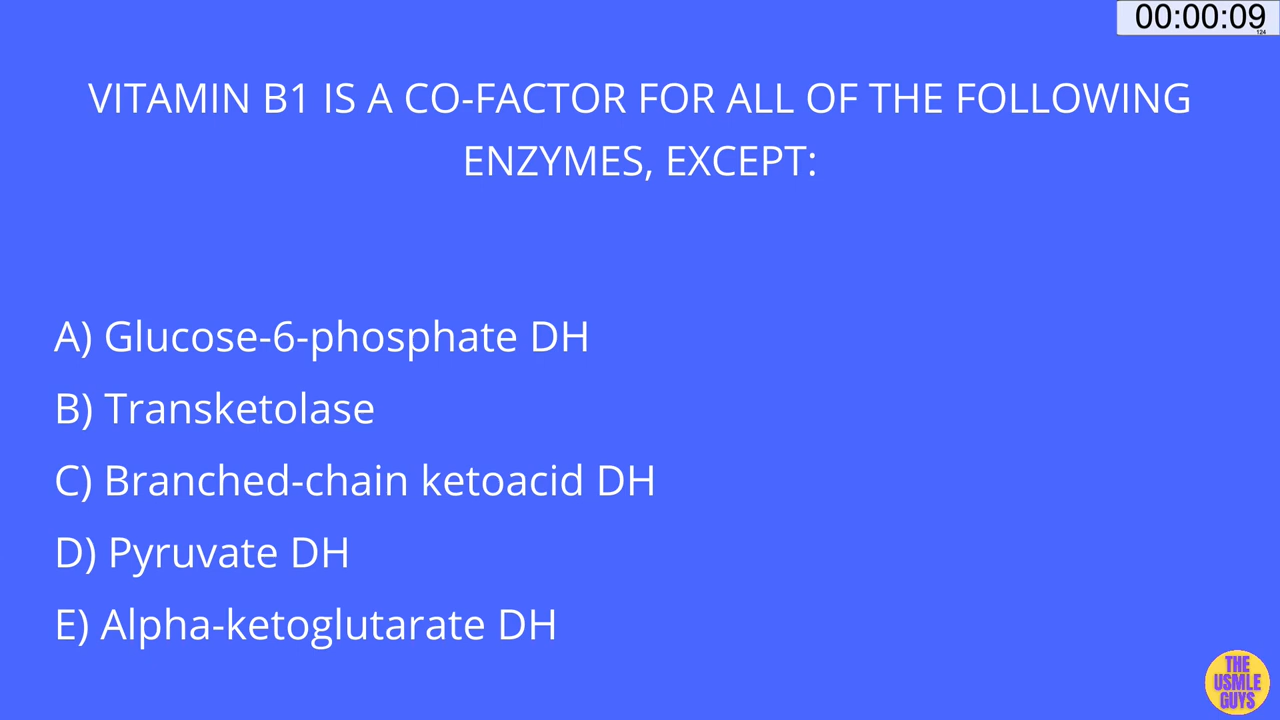 00:00:09
124
VITAMIN B1 IS A CO-FACTOR FOR ALL OF THE FOLLOWING
ENZYMES, EXCEPT:
A) Glucose-6-phosphate DH
B) Transketolase
C) Branched-chain ketoacid DH
D) Pyruvate DH
E) Alpha-ketoglutarate DH
THE
USMLE
GUYS